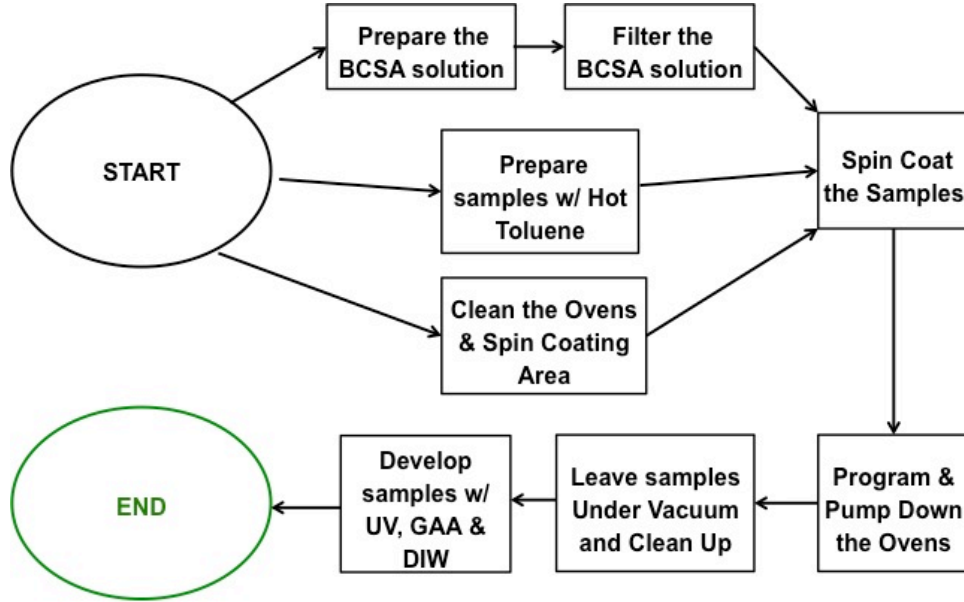 START
Prepare the
BCSA solution
Filter the
BCSA solution
Prepare
samples w/ Hot
Toluene
Clean the Ovens
& Spin Coating
Area
Spin Coat
the Samples
Program &
Pump Down
the Ovens
Leave samples
Under Vacuum
and Clean Up
Develop
samples w/
UV, GAA &
DIW
END